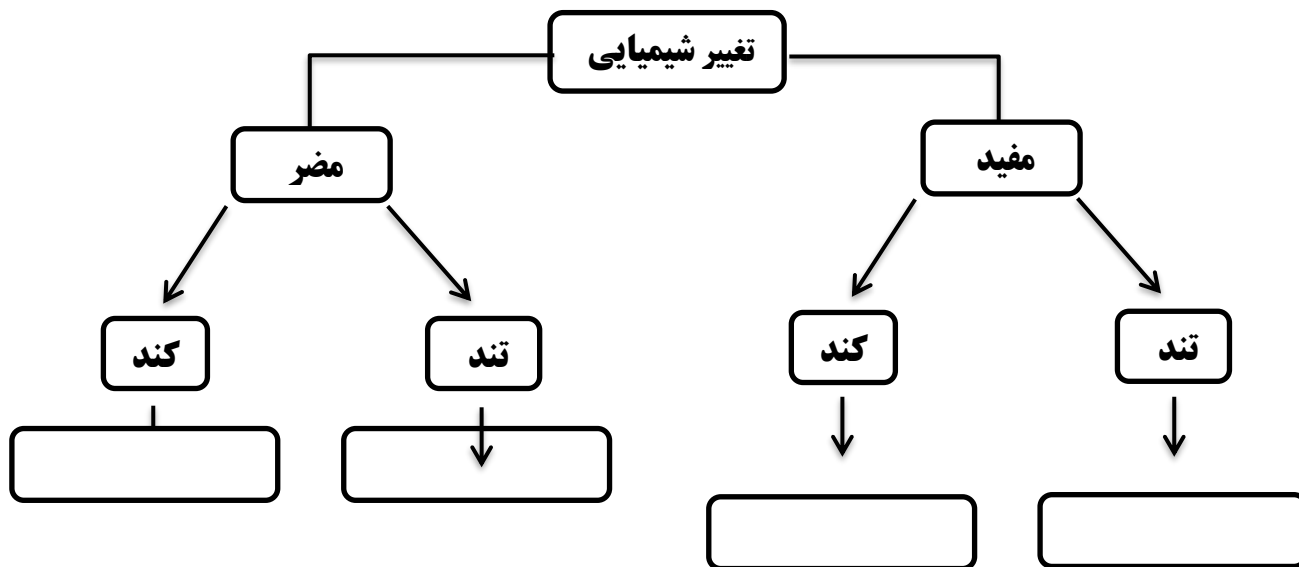 تغییر شیمیایی
مفید
مضر
تند
کند
تند
کند